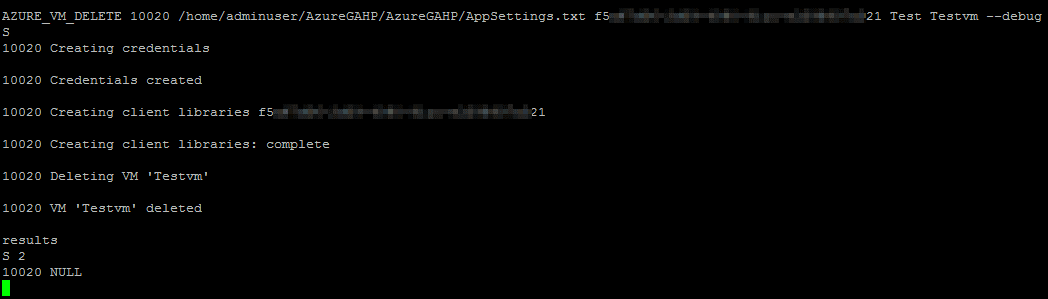 AZURE_VM_DELETE 10020 /home/adminuser/AzureGAHP/AzureGAHP/AppSettings.txt f5 21 Test Testvm --debug
S
10020 Creating credentials
10020 Credentials created
10020 Creating client libraries f5 21
10020 Creating client libraries: complete
10020 Deleting VM 'Testvm'
10020 VM 'Testvm' deleted
results
S 2
10020 NULL